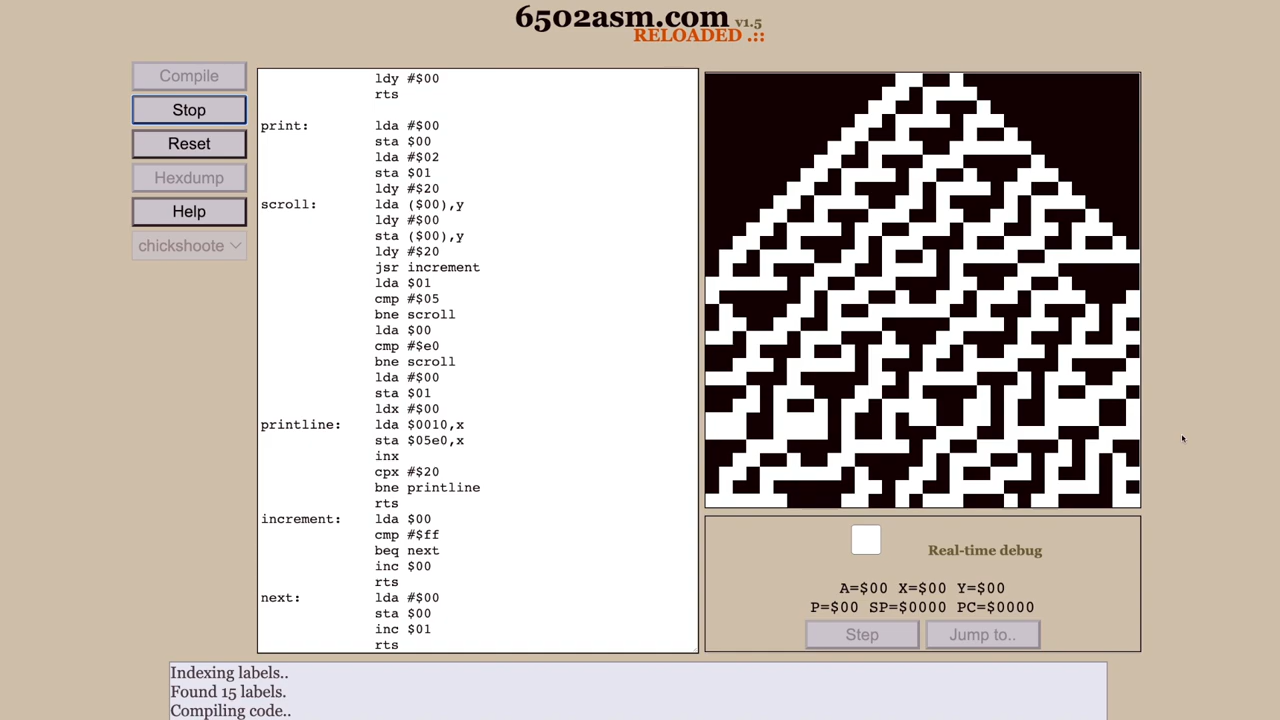 6502asm.com v1.5
RELOADED .::
Compile
Stop
Reset
Hexdump
Help
chickshoote
ldy #$00
rts
print: lda #$00
sta $00
lda #$02
sta $01
ldy #$20
scroll: lda ($00),y
ldy #$00
sta ($00),y
ldy #$20
jsr increment
lda $01
cmp #$05
bne scroll
lda $00
cmp #$e0
bne scroll
lda #$00
sta $01
ldx #$00
printline: lda $0010,x
sta $05e0,x
inx
cpx #$20
bne printline
rts
increment: lda $00
cmp #$ff
beq next
inc $00
rts
next: lda #$00
sta $00
inc $01
rts
Real-time debug
A=$00 X=$00 Y=$00
P=$00 SP=$0000 PC=$0000
Step Jump to..
Indexing labels..
Found 15 labels.
Compiling code..